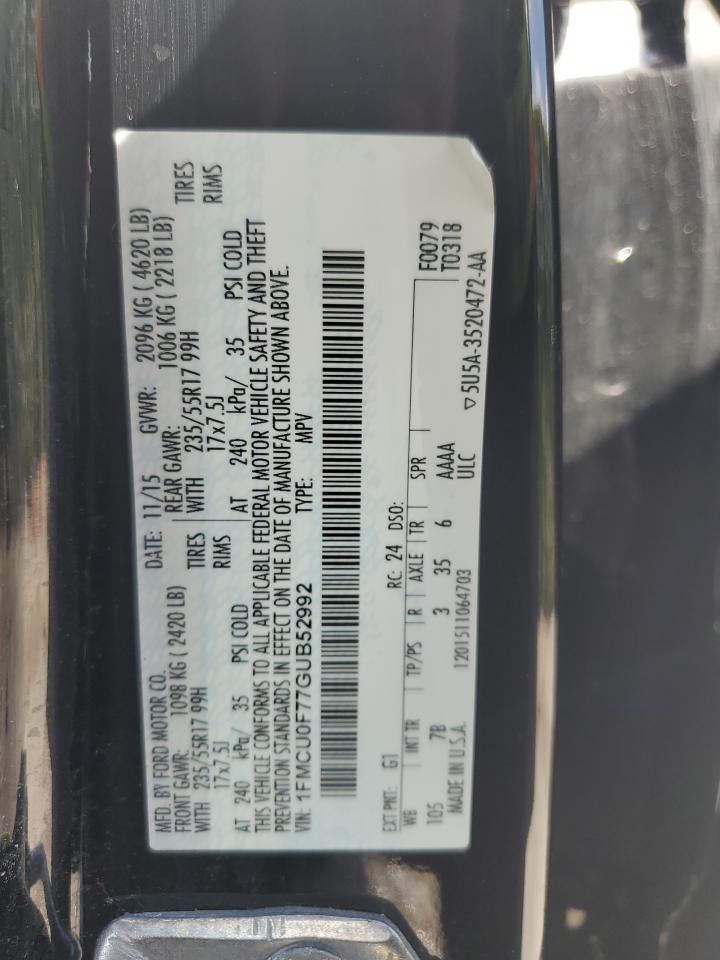 MFD. BY FORD MOTOR CO. DATE: 11/15 GVWR: 2096 KG ( 4620 LB)
FRONT GAWR: 1098 KG ( 2420 LB) REAR GAWR: 1006 KG ( 2218 LB)
WITH 235/55R17 99H TIRES WITH 235/55R17 99H TIRES
17x7.5J RIMS 17x7.5J RIMS
AT 240 kPa/ 35 PSI COLD AT 240 kPa/ 35 PSI COLD
THIS VEHICLE CONFORMS TO ALL APPLICABLE FEDERAL MOTOR VEHICLE SAFETY AND THEFT
PREVENTION STANDARDS IN EFFECT ON THE DATE OF MANUFACTURE SHOWN ABOVE.
VIN: 1FMCU0F77GUB52992 TYPE: MPV
EXT PNT: G1 RC: 24 DSO: F0079
WB INT TR TP/PS R AXLE TR SPR T0318
105 7B 3 35 6 AAAA
MADE IN U.S.A. 1201511064703 ULC ▽ 5U5A-3520472-AA